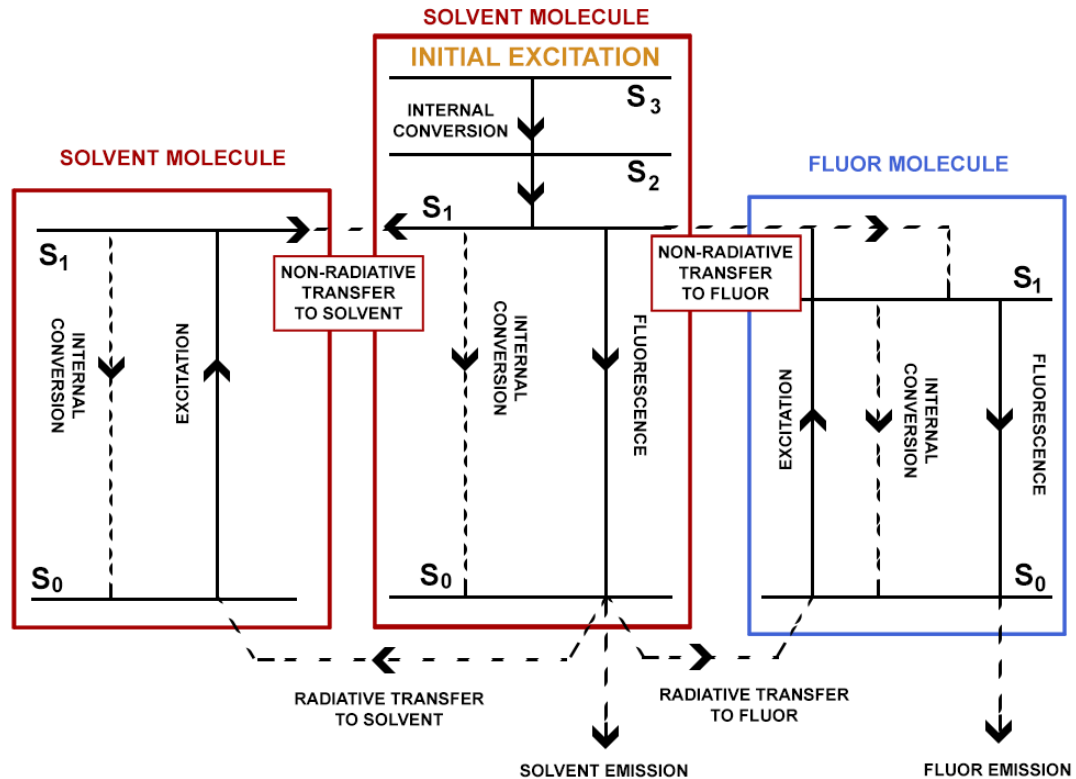 SOLVENT MOLECULE
INITIAL EXCITATION
S3
INTERNAL
CONVERSION
S2
S1
SOLVENT MOLECULE
S1
INTERNAL
CONVERSION
EXCITATION
S0
NON-RADIATIVE
TRANSFER
TO SOLVENT
INTERNAL
CONVERSION
FLUORESCENCE
NON-RADIATIVE
TRANSFER
TO FLUOR
FLUOR MOLECULE
S1
EXCITATION
INTERNAL
CONVERSION
FLUORESCENCE
S0
RADIATIVE TRANSFER
TO SOLVENT
RADIATIVE TRANSFER
TO FLUOR
SOLVENT EMISSION
FLUOR EMISSION